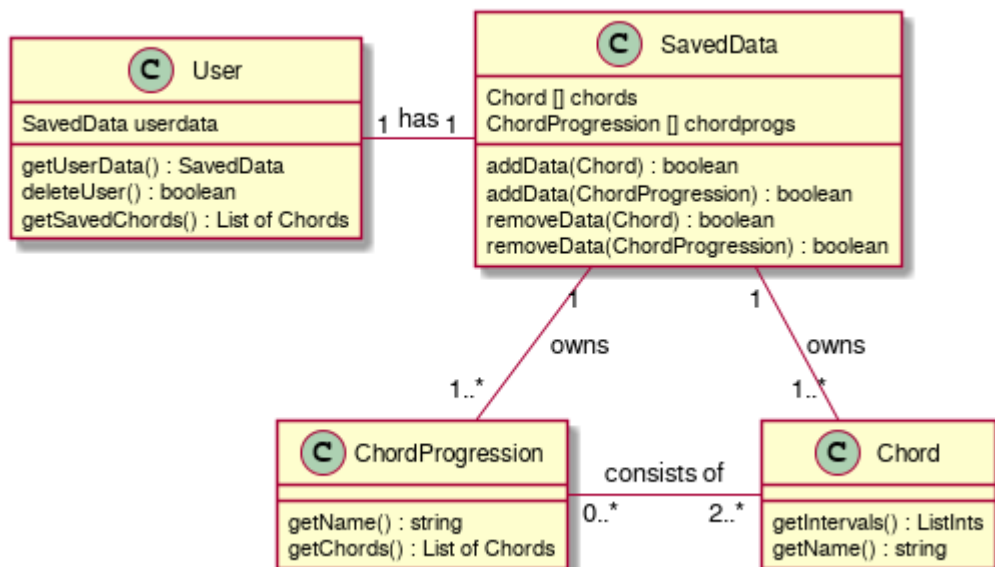 C User
SavedData userdata
getUserData() : SavedData
deleteUser() : boolean
getSavedChords() : List of Chords
1 has 1
C SavedData
Chord [] chords
ChordProgression [] chordprogs
addData(Chord) : boolean
addData(ChordProgression) : boolean
removeData(Chord) : boolean
removeData(ChordProgression) : boolean
1
owns
1..*
1
owns
1..*
C ChordProgression
getName() : string
getChords() : List of Chords
consists of
0..* 2..*
C Chord
getIntervals() : ListInts
getName() : string